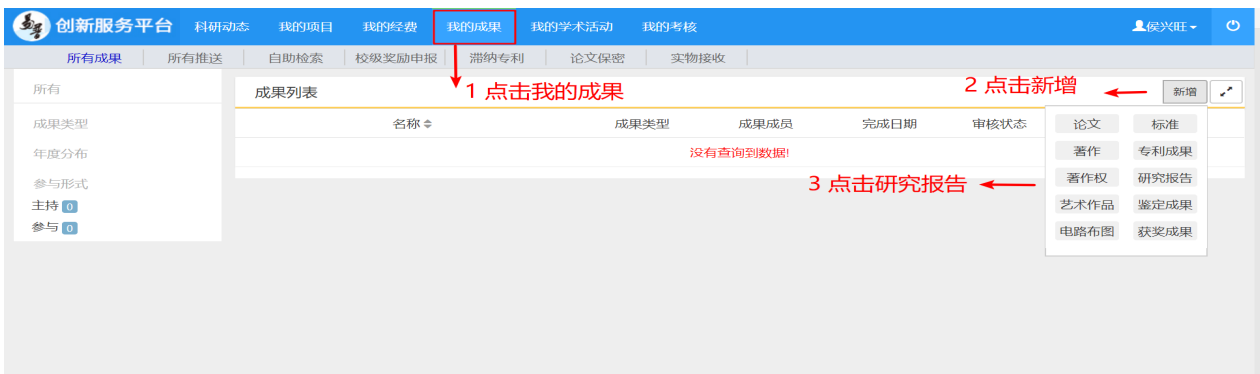 创新服务平台 科研动态 我的项目 我的经费 我的成果 我的学术活动 我的考核 侯兴旺
所有成果 所有推送 自助检索 校级奖励申报 滞纳专利 论文保密 实物接收
所有 成果列表 1 点击我的成果 2 点击新增 新增
成果类型 名称 成果类型 成果成员 完成日期 审核状态 论文 标准
年度分布 没有查询到数据! 著作 专利成果
参与形式 3 点击研究报告 著作权 研究报告
主持 0 艺术作品 鉴定成果
参与 0 电路布图 获奖成果